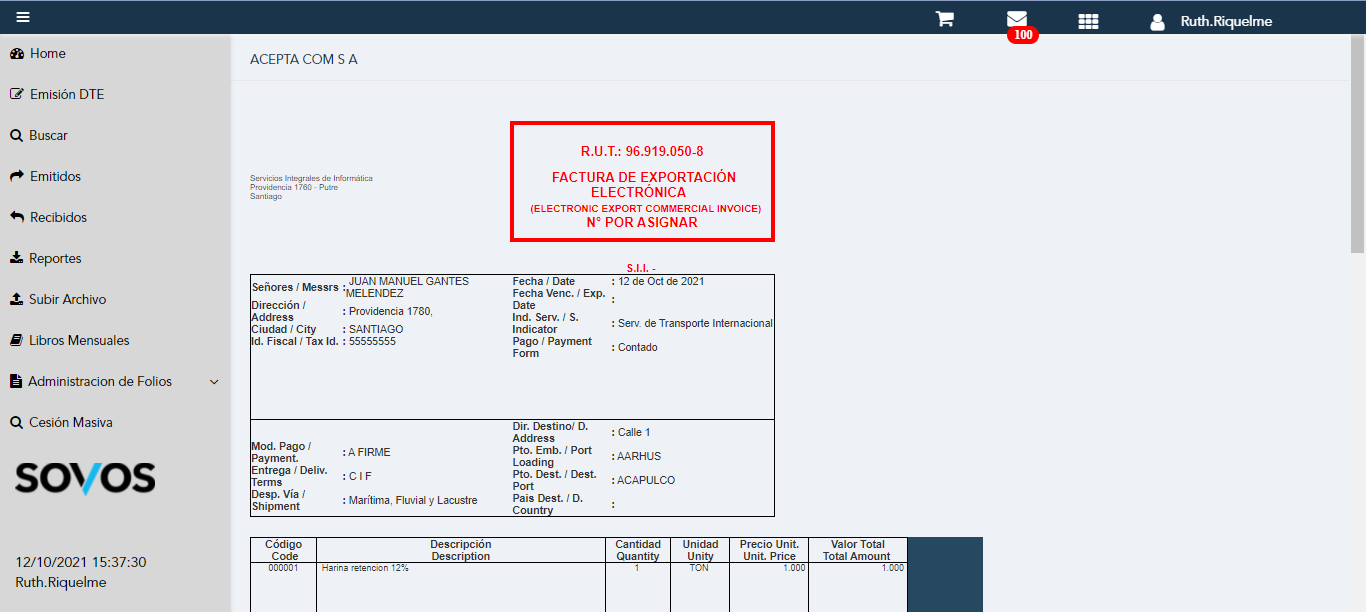 Ruth.Riquelme
100
Home
Emisión DTE
Buscar
Emitidos
Recibidos
Reportes
Subir Archivo
Libros Mensuales
Administracion de Folios
Cesión Masiva
SOVOS
12/10/2021 15:37:30
Ruth.Riquelme
ACEPTA COM S A
Servicios Integrales de Informática
Providencia 1760 - Putre
Santiago
R.U.T.: 96.919.050-8
FACTURA DE EXPORTACIÓN
ELECTRÓNICA
(ELECTRONIC EXPORT COMMERCIAL INVOICE)
N° POR ASIGNAR
S.I.I. -
Señores / Messrs : JUAN MANUEL GANTES
MELENDEZ
Dirección /
Address : Providencia 1780,
Ciudad / City : SANTIAGO
Id. Fiscal / Tax Id. : 55555555
Fecha / Date : 12 de Oct de 2021
Fecha Venc. / Exp.
Date :
Ind. Serv. / S.
Indicator : Serv. de Transporte Internacional
Pago / Payment
Form : Contado
Mod. Pago /
Payment. : A FIRME
Entrega / Deliv.
Terms : C I F
Desp. Vía /
Shipment : Marítima, Fluvial y Lacustre
Dir. Destino/ D.
Address : Calle 1
Pto. Emb. / Port
Loading : AARHUS
Pto. Dest. / Dest.
Port : ACAPULCO
Pais Dest. / D.
Country :
Código Descripción Cantidad Unidad Precio Unit. Valor Total
Code Description Quantity Unity Unit. Price Total Amount
000001 Harina retencion 12% 1 TON 1.000 1.000